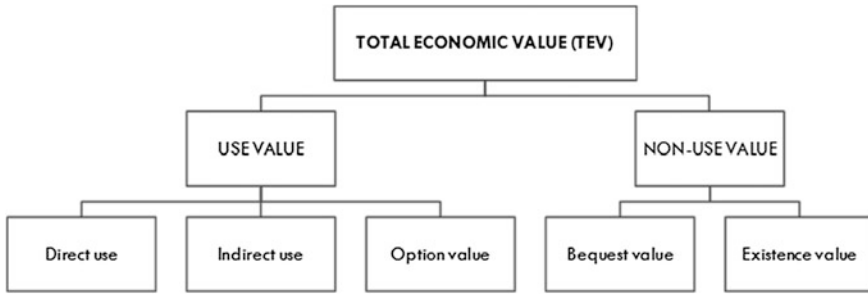 TOTAL ECONOMIC VALUE (TEV)
USE VALUE
NON-USE VALUE
Direct use
Indirect use
Option value
Bequest value
Existence value